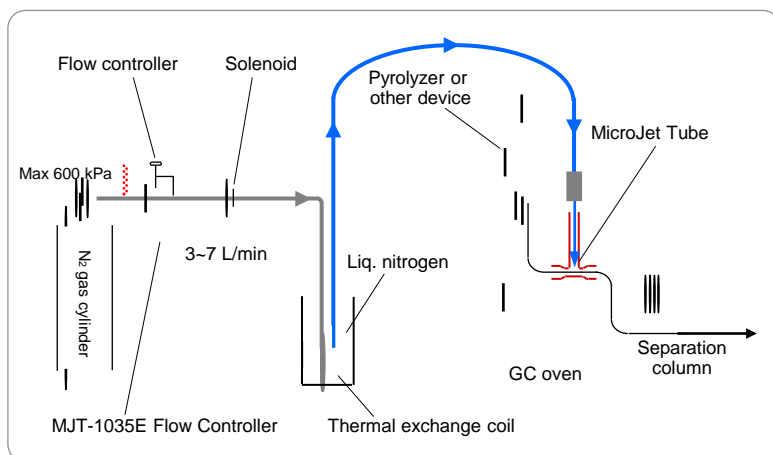 Flow controller
Solenoid
Pyrolyzer or
other device
MicroJet Tube
Max 600 kPa
3~7 L/min
N2 gas cylinder
Liq. nitrogen
Separation
column
GC oven
MJT-1035E Flow Controller
Thermal exchange coil